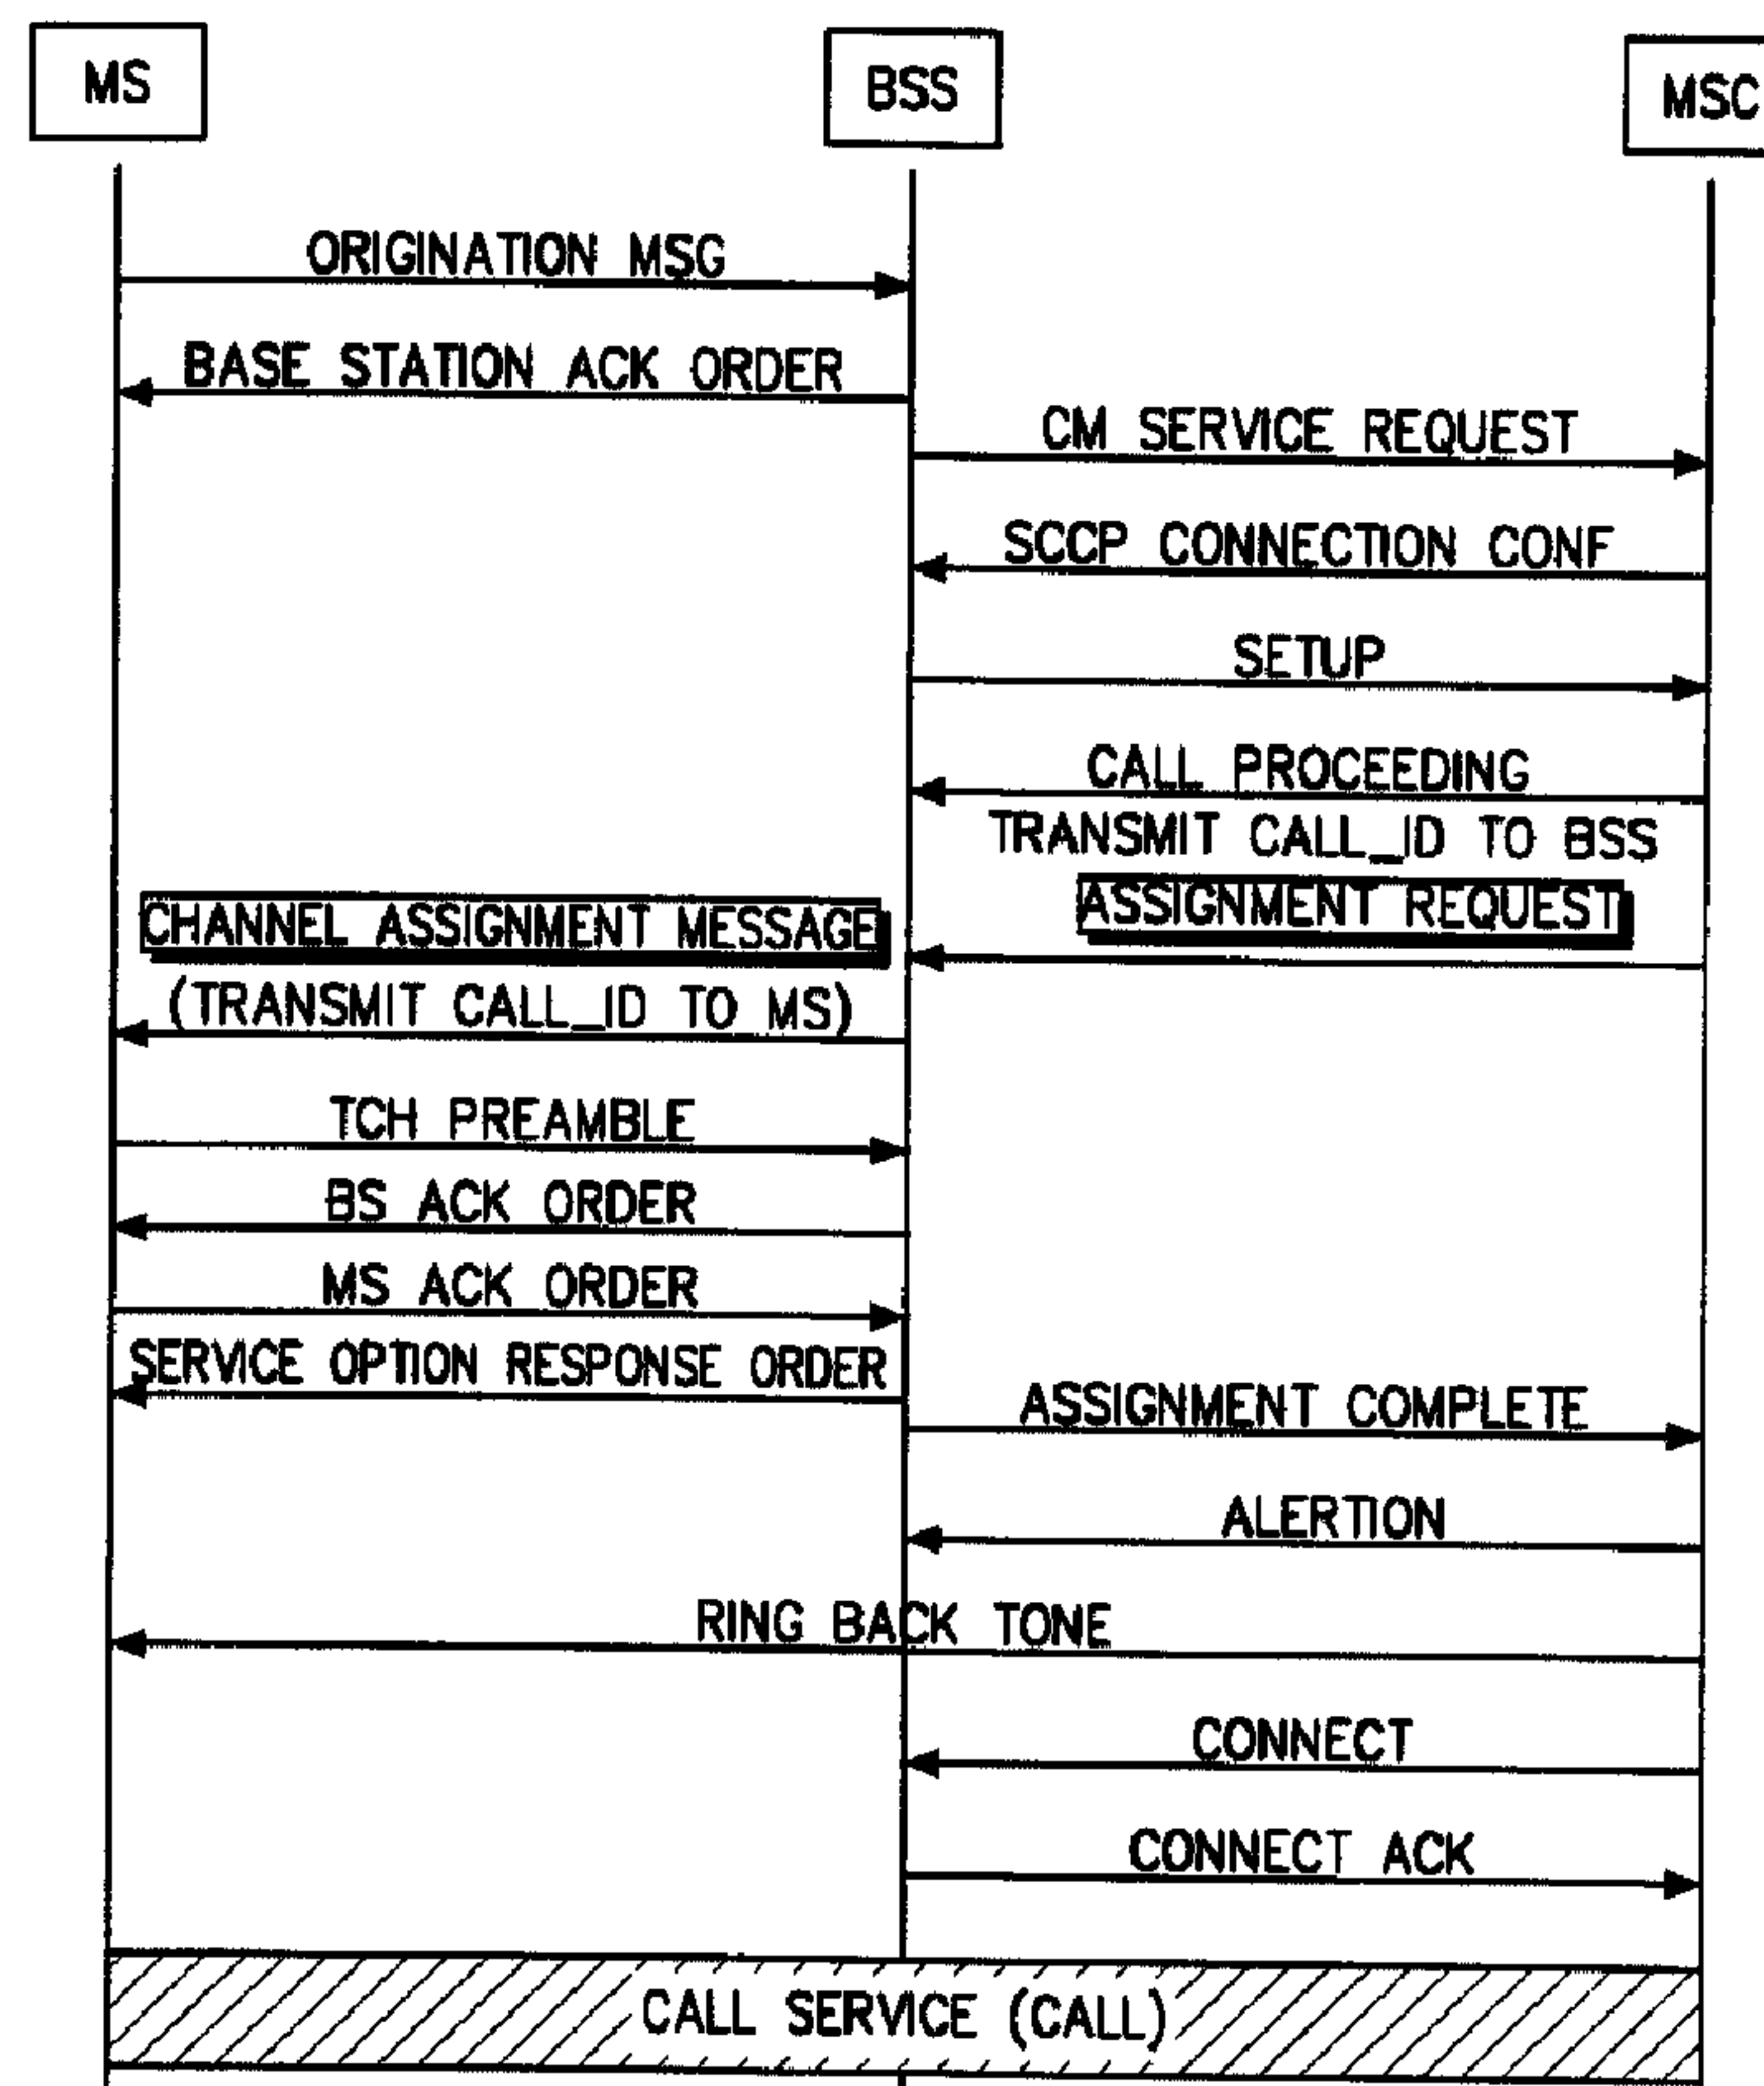 MS
BSS
MSC
ORIGINATION MSG
BASE STATION ACK ORDER
CM SERVICE REQUEST
SCCP CONNECTION CONF
SETUP
CALL PROCEEDING
TRANSMIT CALL_ID TO BSS
ASSIGNMENT REQUEST
CHANNEL ASSIGNMENT MESSAGE
(TRANSMIT CALL_ID TO MS)
TCH PREAMBLE
BS ACK ORDER
MS ACK ORDER
SERVICE OPTION RESPONSE ORDER
ASSIGNMENT COMPLETE
ALERTION
RING BACK TONE
CONNECT
CONNECT ACK
CALL SERVICE (CALL)